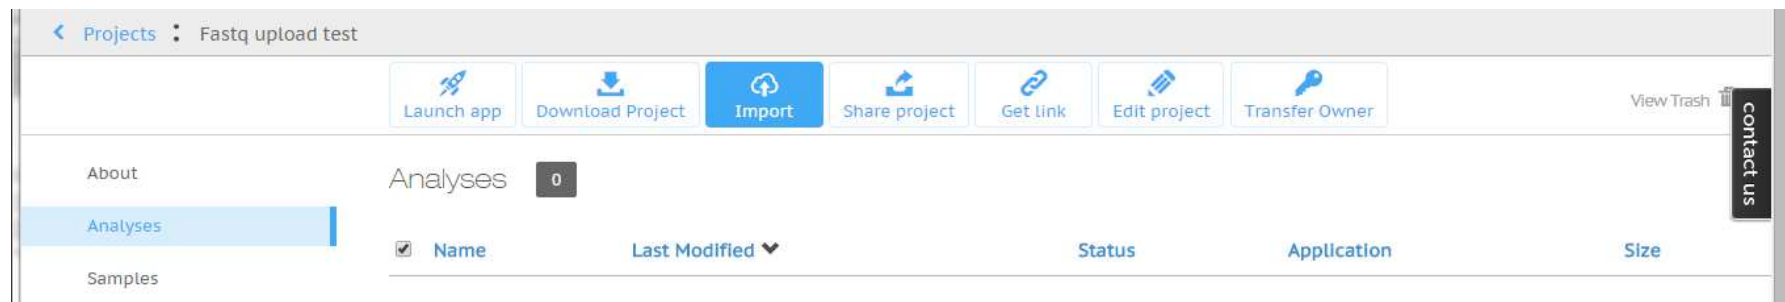 Projects : Fastq upload test
Launch app Download Project Import Share project Get link Edit project Transfer Owner View Trash
contact us
About
Analyses 0
Analyses
Name Last Modified Status Application Size
Samples